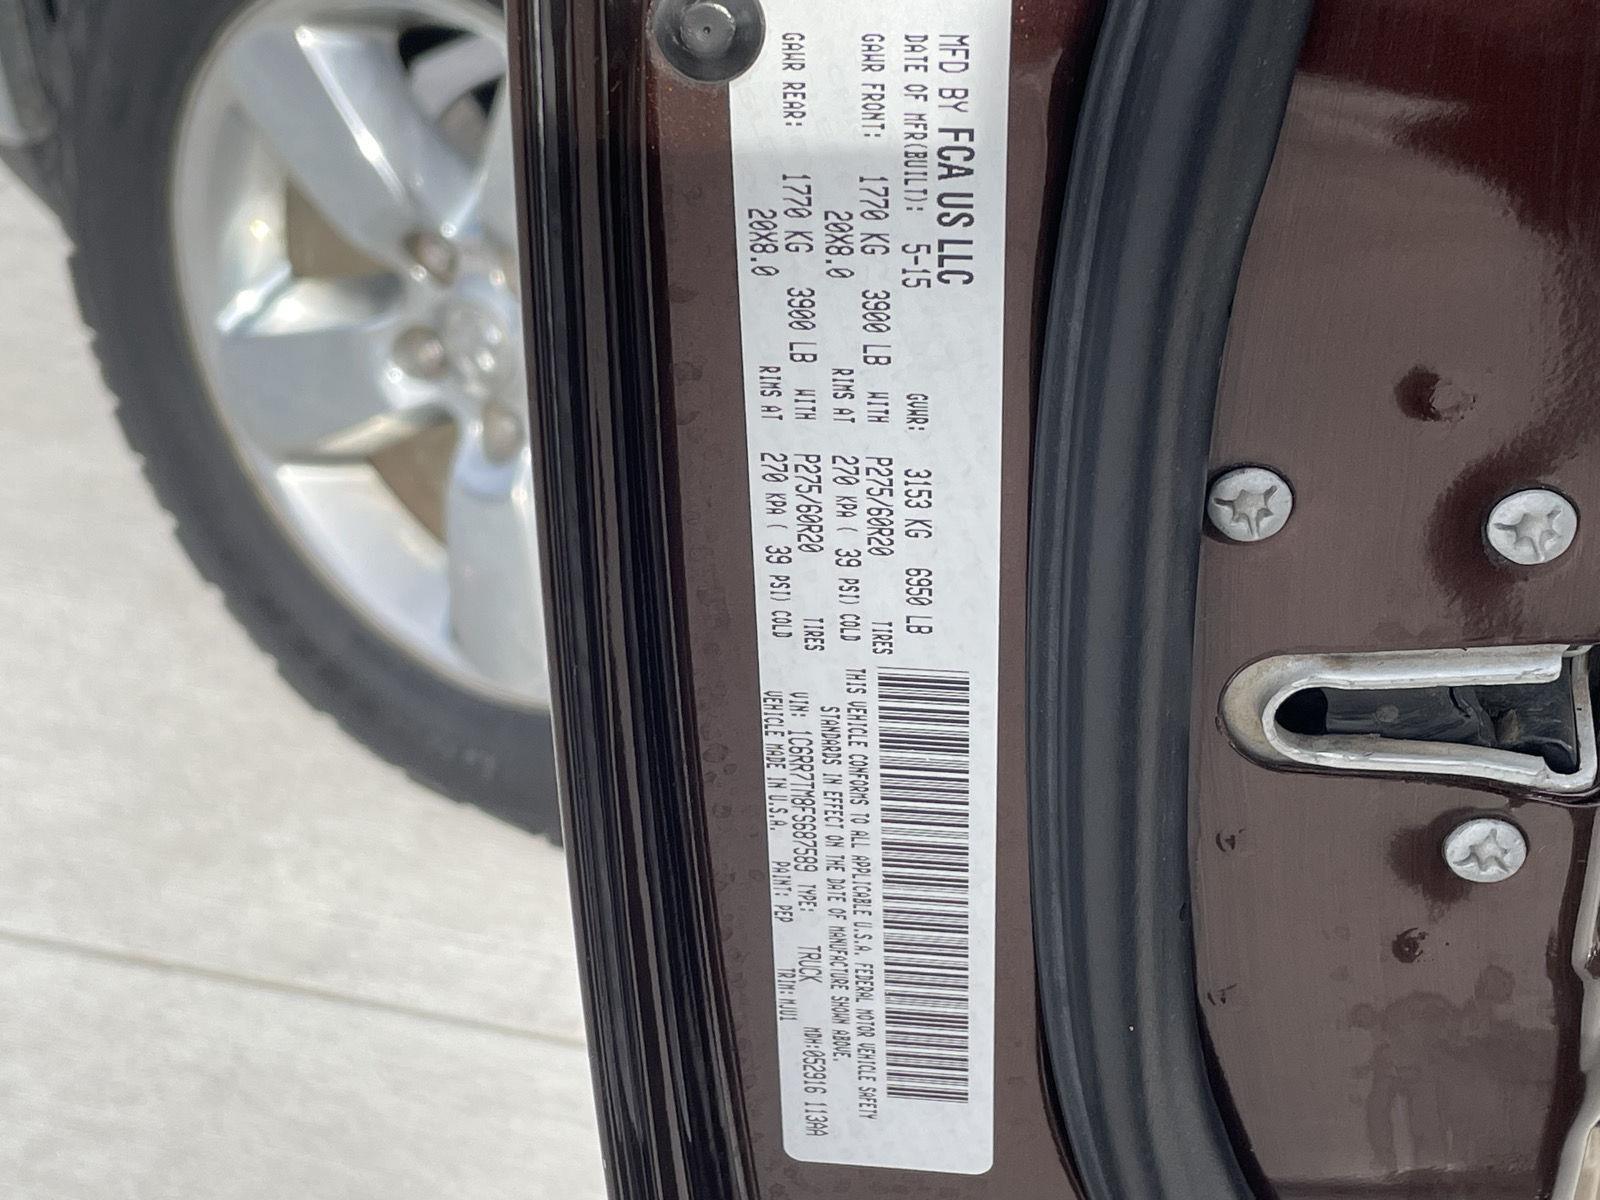 MFD BY FCA US LLC
DATE OF MFR(BUILT): 5-15 GVWR: 3153 KG 6950 LB
GAWR FRONT: 1770 KG 3900 LB WITH P275/60R20 TIRES
20X8.0 RIMS AT 270 KPA ( 39 PSI) COLD
GAWR REAR: 1770 KG 3900 LB WITH P275/60R20 TIRES
20X8.0 RIMS AT 270 KPA ( 39 PSI) COLD
THIS VEHICLE CONFORMS TO ALL APPLICABLE U.S.A. FEDERAL MOTOR VEHICLE SAFETY
STANDARDS IN EFFECT ON THE DATE OF MANUFACTURE SHOWN ABOVE.
VIN: 1C6RR7TM8FS687589 TYPE: TRUCK MDH:052916 113AA
VEHICLE MADE IN U.S.A. PAINT: PEP TRIM:MJU1